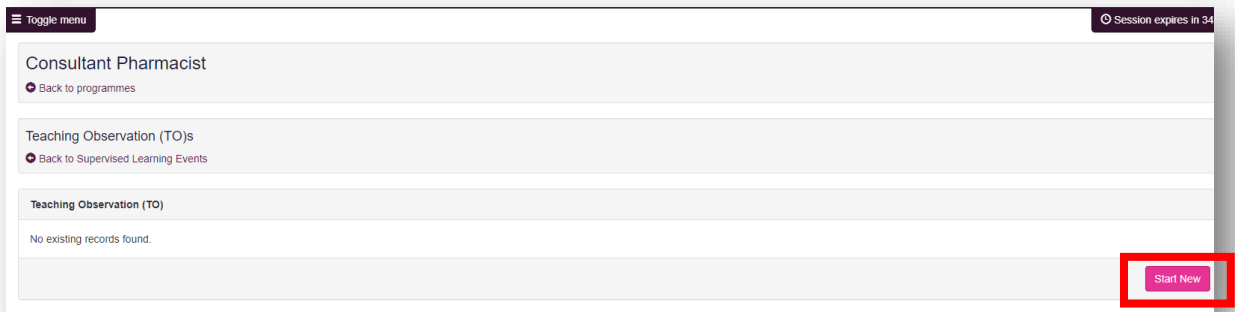 Toggle menu
Session expires in 34
Consultant Pharmacist
Back to programmes
Teaching Observation (TO)s
Back to Supervised Learning Events
Teaching Observation (TO)
No existing records found.
Start New